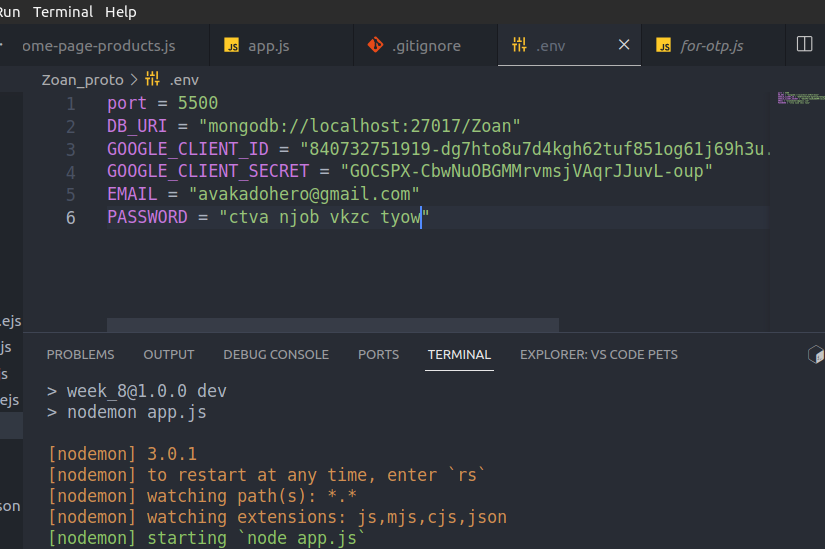 Run Terminal Help
ome-page-products.js
app.js
.gitignore
.env
for-otp.js
Zoan_proto > .env
1 port = 5500
2 DB_URI = "mongodb://localhost:27017/Zoan"
3 GOOGLE_CLIENT_ID = "840732751919-dg7hto8u7d4kgh62tuf851og61j69h3u.
4 GOOGLE_CLIENT_SECRET = "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"
5 EMAIL = "avakadohero@gmail.com"
6 PASSWORD = "ctva njob vkzc tyow"
.ejs
js
js
ejs
son
PROBLEMS OUTPUT DEBUG CONSOLE PORTS TERMINAL EXPLORER: VS CODE PETS
> week_8@1.0.0 dev
> nodemon app.js
[nodemon] 3.0.1
[nodemon] to restart at any time, enter `rs`
[nodemon] watching path(s): *.*
[nodemon] watching extensions: js,mjs,cjs,json
[nodemon] starting `node app.js`